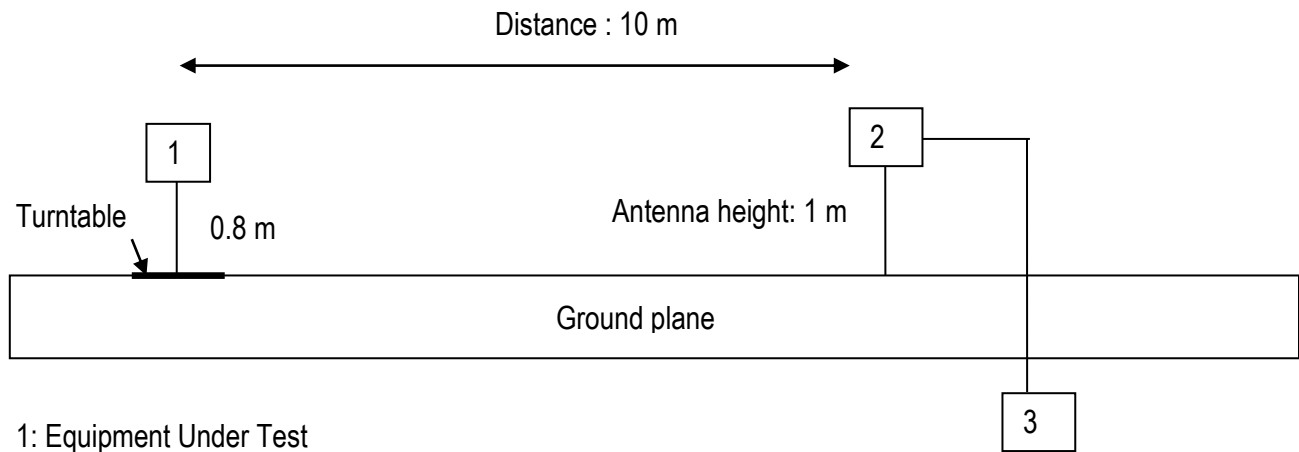 Distance : 10 m
1
2
Turntable
0.8 m
Antenna height: 1 m
Ground plane
1: Equipment Under Test
3